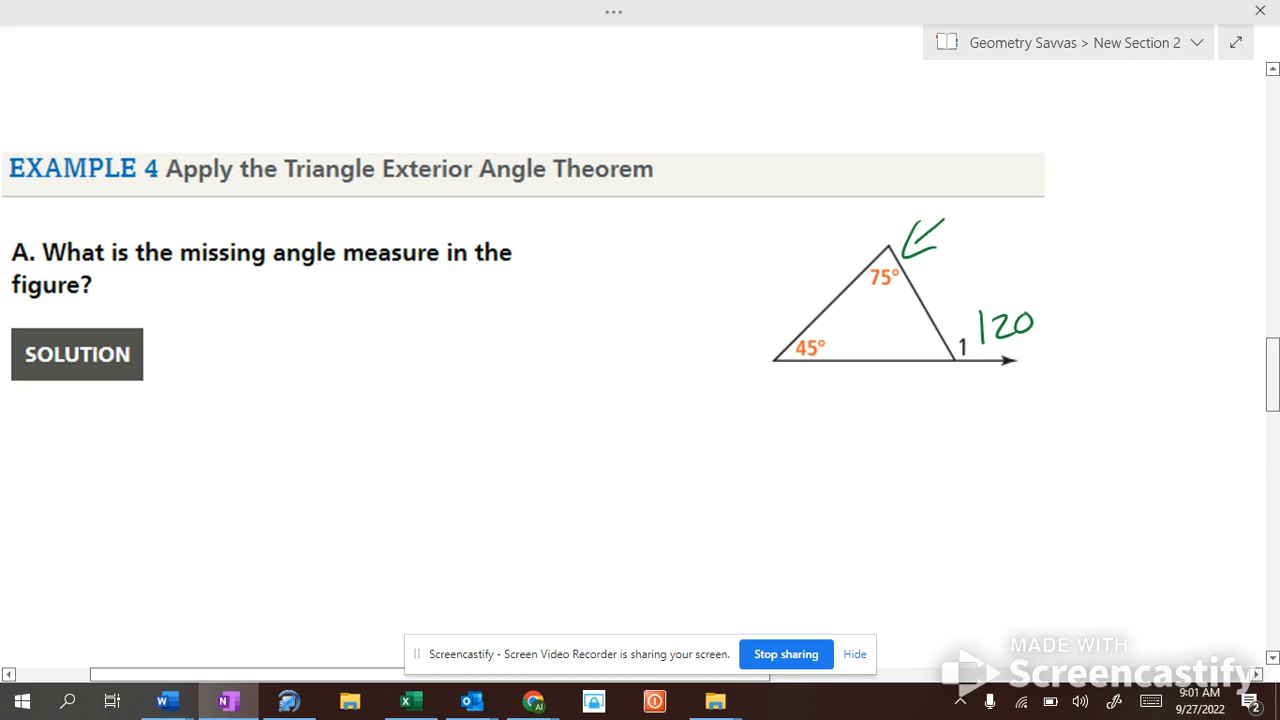 Geometry Savvas > New Section 2
EXAMPLE 4 Apply the Triangle Exterior Angle Theorem
A. What is the missing angle measure in the
figure?
75°
120
SOLUTION
45°
1
MADE WITH
Screencastify
Screencastify - Screen Video Recorder is sharing your screen.
Stop sharing
Hide
9:01 AM
9/27/2022
2